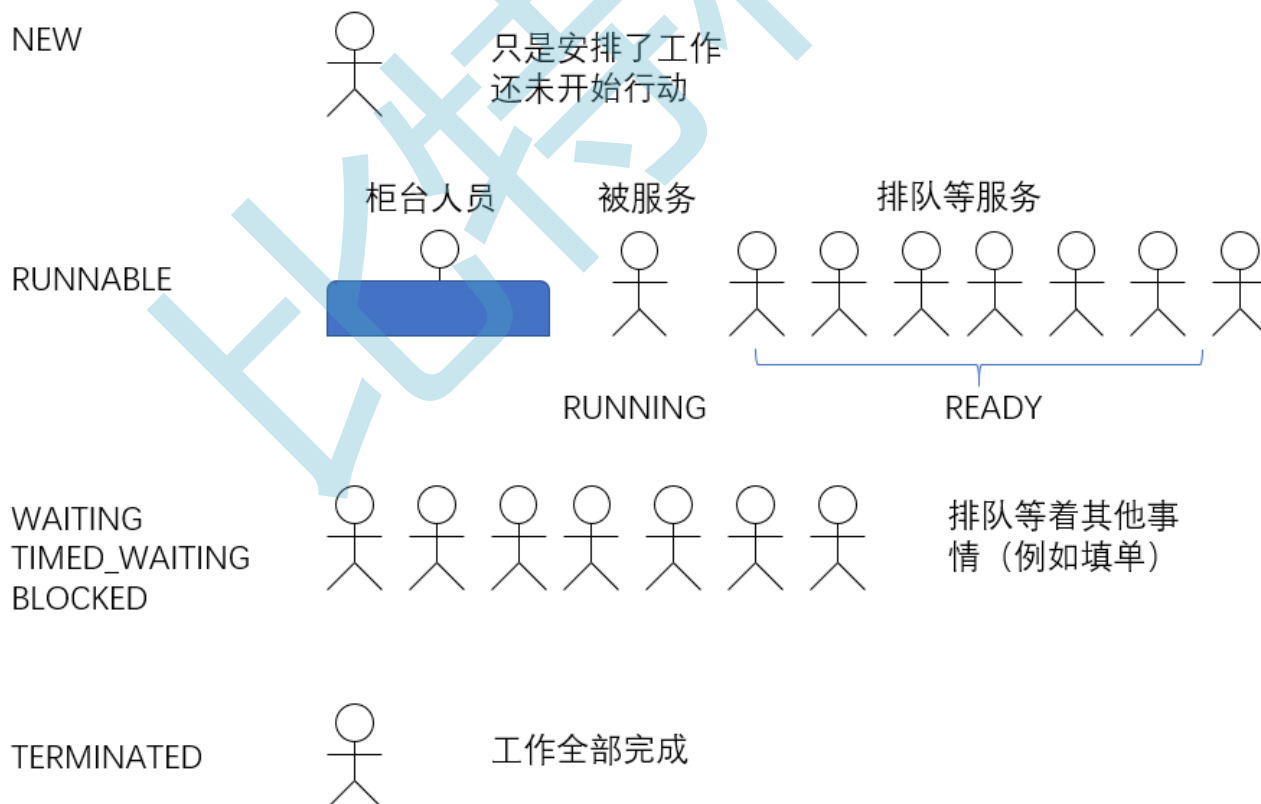 NEW
只是安排了工作
还未开始行动
柜台人员
被服务
排队等服务
RUNNABLE
RUNNING
READY
WAITING
TIMED_WAITING
BLOCKED
排队等着其他事
情（例如填单）
TERMINATED
工作全部完成
比特